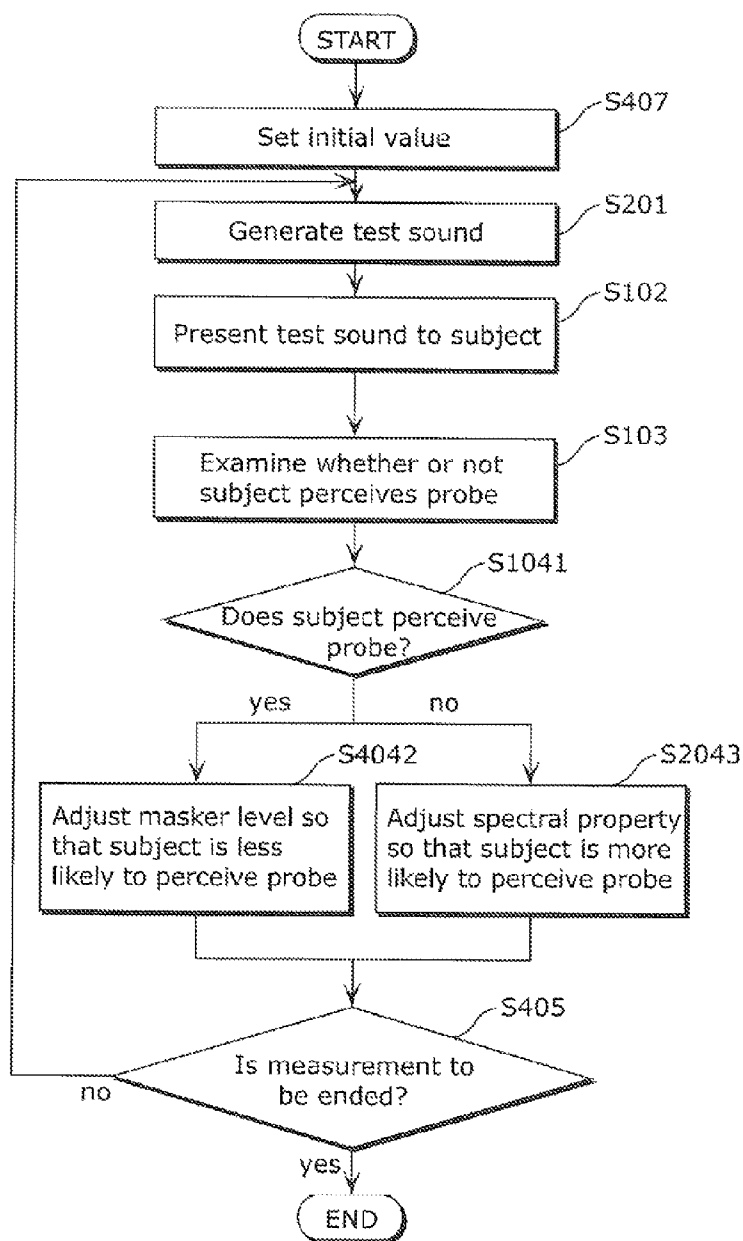 START
S407
Set initial value
S201
Generate test sound
S102
Present test sound to subject
S103
Examine whether or not
subject perceives probe
S1041
Does subject perceive
probe?
yes
no
S4042
Adjust masker level so
that subject is less
likely to perceive probe
S2043
Adjust spectral property
so that subject is more
likely to perceive probe
S405
Is measurement to
be ended?
no
yes
END